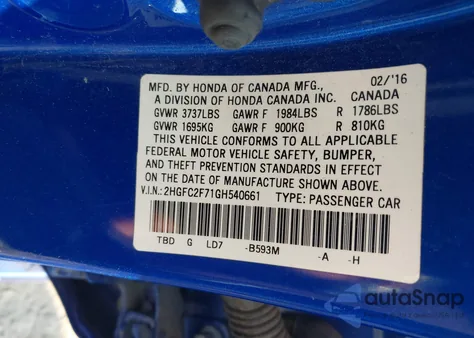 MFD. BY HONDA OF CANADA MFG., 02/'16
A DIVISION OF HONDA CANADA INC. CANADA
GVWR 3737LBS GAWR F 1984LBS R 1786LBS
GVWR 1695KG GAWR F 900KG R 810KG
THIS VEHICLE CONFORMS TO ALL APPLICABLE
FEDERAL MOTOR VEHICLE SAFETY, BUMPER,
AND THEFT PREVENTION STANDARDS IN EFFECT
ON THE DATE OF MANUFACTURE SHOWN ABOVE.
V.I.N.: 2HGFC2F71GH540661 TYPE: PASSENGER CAR
TBD G LD7 -B593M -A -H
autoSnap